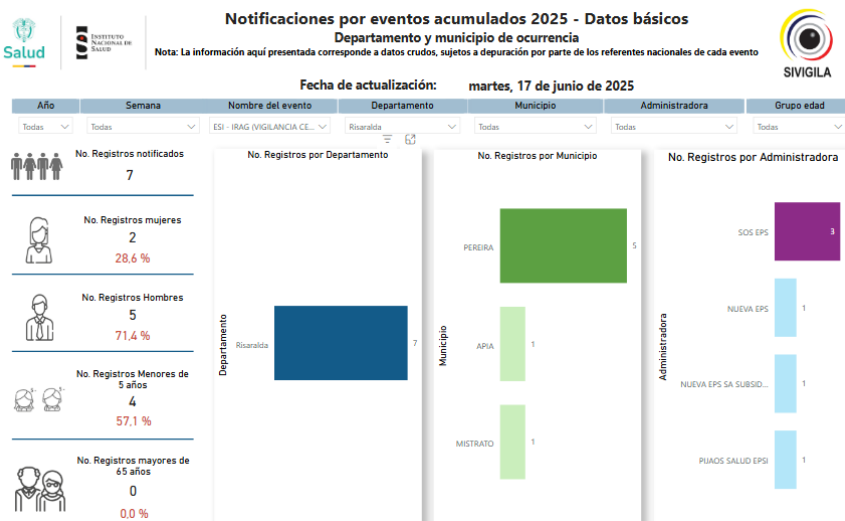 Notificaciones por eventos acumulados 2025 - Datos básicos
Departamento y municipio de ocurrencia
Nota: La información aquí presentada corresponde a datos crudos, sujetos a depuración por parte de los referentes nacionales de cada evento
Salud
INSTITUTO
NACIONAL DE
SALUD
SIVIGILA
Fecha de actualización: martes, 17 de junio de 2025
Año Semana Nombre del evento Departamento Municipio Administradora Grupo edad
Todas Todas ESI - IRAG (VIGILANCIA CE... Risaralda Todas Todas Todas
No. Registros notificados
7
No. Registros mujeres
2
28,6 %
No. Registros Hombres
5
71,4 %
No. Registros Menores de
5 años
4
57,1 %
No. Registros mayores de
65 años
0
0,0 %
No. Registros por Departamento
Departamento
Risaralda 7
No. Registros por Municipio
Municipio
PEREIRA 5
APIA 1
MISTRATO 1
No. Registros por Administradora
Administradora
SOS EPS 3
NUEVA EPS 1
NUEVA EPS SA SUBSID... 1
PIJAOS SALUD EPSI 1